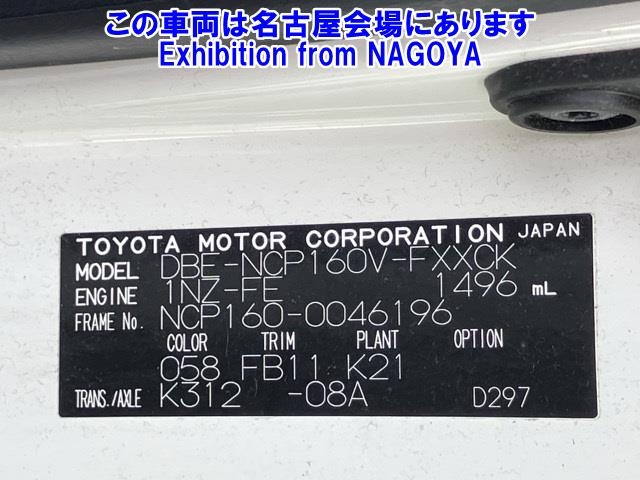 この車両は名古屋会場にあります
Exhibition from NAGOYA
TOYOTA MOTOR CORPORATION JAPAN
MODEL DBE-NCP160V-FXXCK
ENGINE 1NZ-FE 1496 mL
FRAME No. NCP160-0046196
COLOR TRIM PLANT OPTION
058 FB11 K21
TRANS./AXLE K312 -08A D297